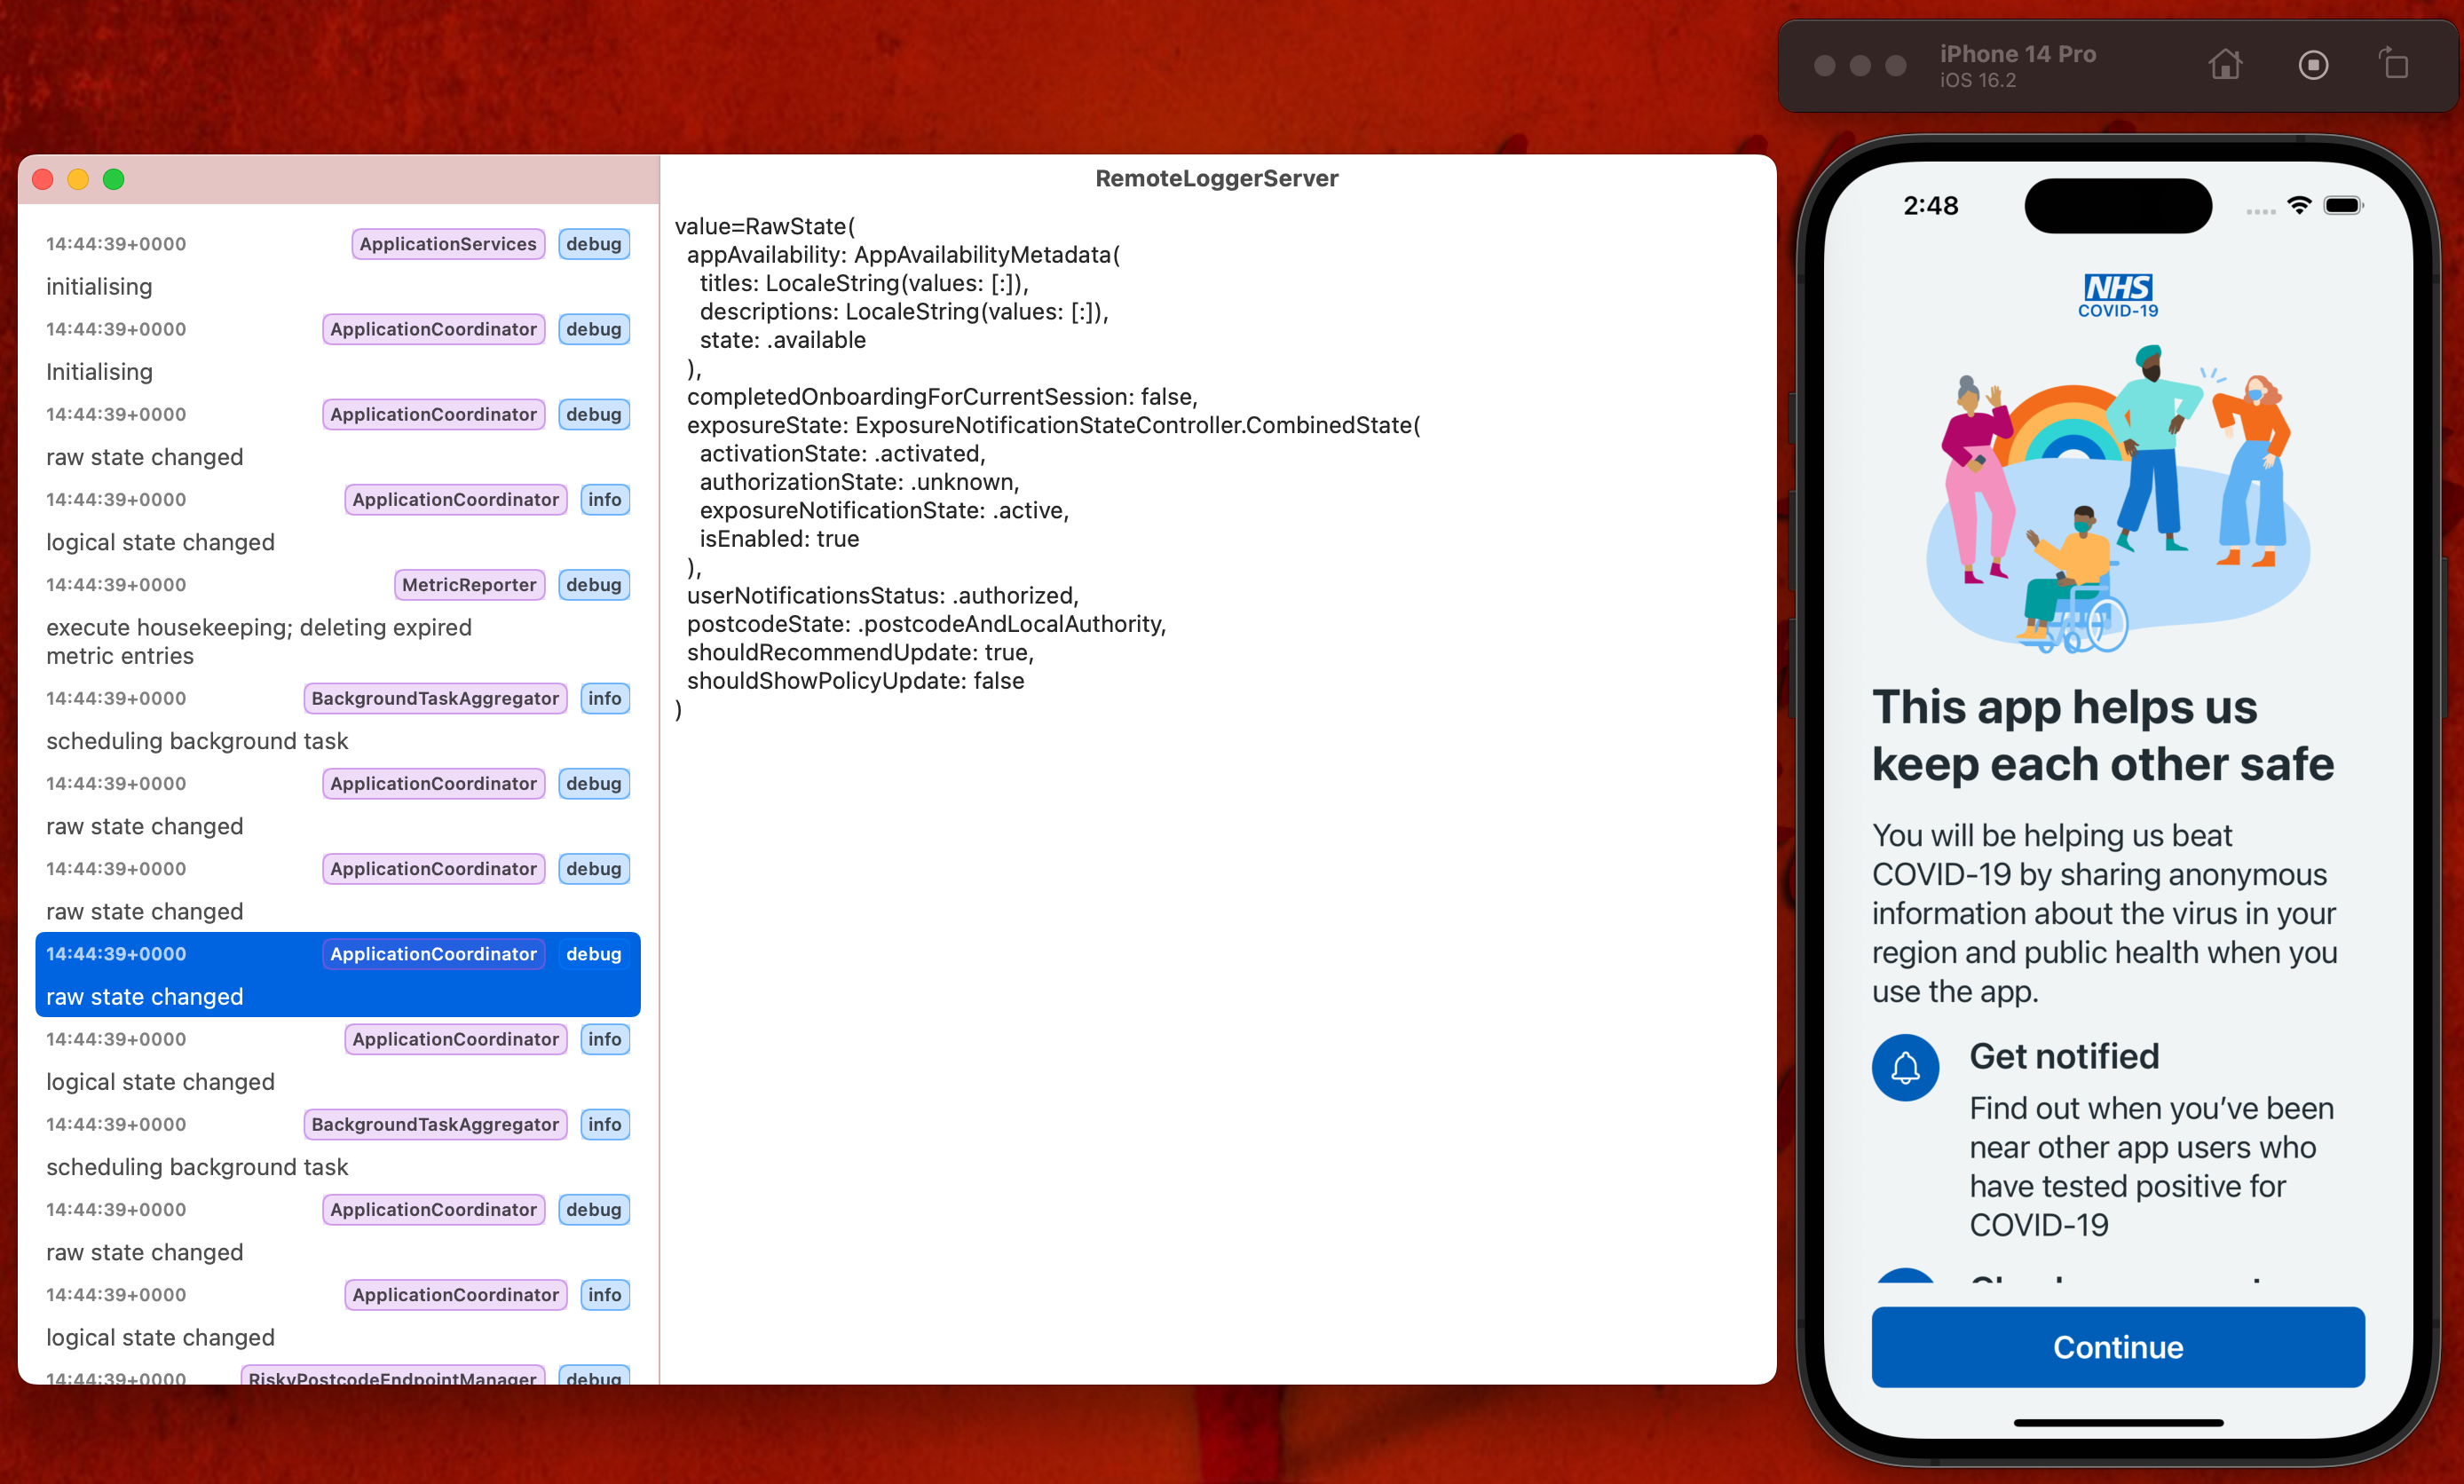 iPhone 14 Pro
iOS 16.2
RemoteLoggerServer
14:44:39+0000 ApplicationServices debug
initialising
14:44:39+0000 ApplicationCoordinator debug
Initialising
14:44:39+0000 ApplicationCoordinator debug
raw state changed
14:44:39+0000 ApplicationCoordinator info
logical state changed
14:44:39+0000 MetricReporter debug
execute housekeeping; deleting expired
metric entries
14:44:39+0000 BackgroundTaskAggregator info
scheduling background task
14:44:39+0000 ApplicationCoordinator debug
raw state changed
14:44:39+0000 ApplicationCoordinator debug
raw state changed
14:44:39+0000 ApplicationCoordinator debug
raw state changed
14:44:39+0000 ApplicationCoordinator info
logical state changed
14:44:39+0000 BackgroundTaskAggregator info
scheduling background task
14:44:39+0000 ApplicationCoordinator debug
raw state changed
14:44:39+0000 ApplicationCoordinator info
logical state changed
14:44:39+0000 RiskyPostcodeEndpointManager debug
value=RawState(
appAvailability: AppAvailabilityMetadata(
titles: LocaleString(values: [:]),
descriptions: LocaleString(values: [:]),
state: .available
),
completedOnboardingForCurrentSession: false,
exposureState: ExposureNotificationStateController.CombinedState(
activationState: .activated,
authorizationState: .unknown,
exposureNotificationState: .active,
isEnabled: true
),
userNotificationsStatus: .authorized,
postcodeState: .postcodeAndLocalAuthority,
shouldRecommendUpdate: true,
shouldShowPolicyUpdate: false
)
2:48
NHS
COVID-19
This app helps us
keep each other safe
You will be helping us beat
COVID-19 by sharing anonymous
information about the virus in your
region and public health when you
use the app.
Get notified
Find out when you’ve been
near other app users who
have tested positive for
COVID-19
Continue